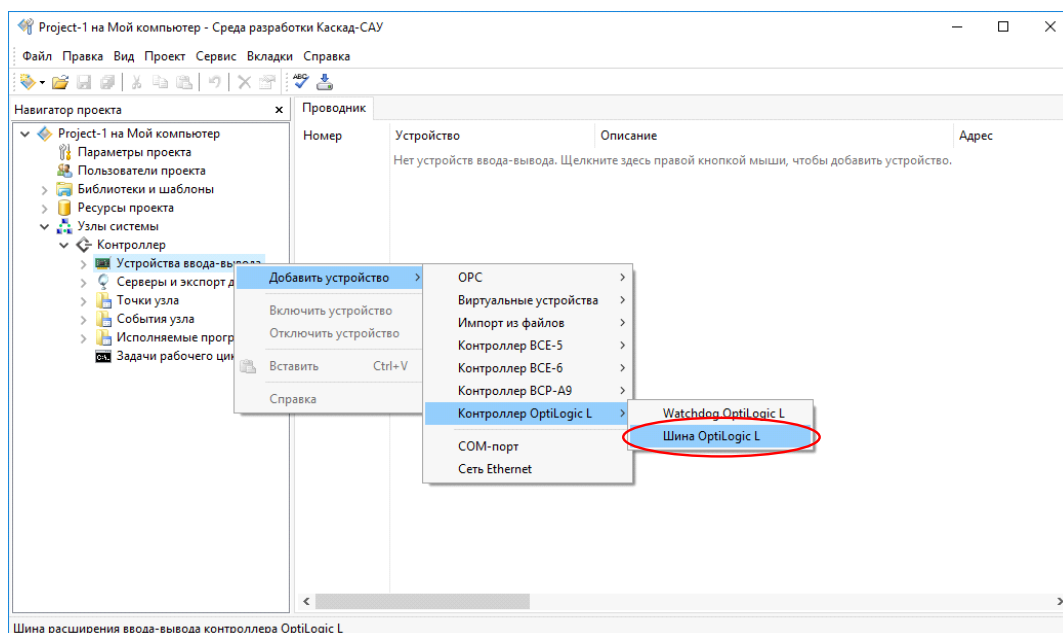 Project-1 на Мой компьютер - Среда разработки Каскад-САУ
Файл Правка Вид Проект Сервис Вкладки Справка
ABC
Навигатор проекта
Проводник
Project-1 на Мой компьютер
Параметры проекта
Пользователи проекта
Библиотеки и шаблоны
Ресурсы проекта
Узлы системы
Контроллер
Устройства ввода-вывода
Серверы и экспорт д
Точки узла
События узла
Исполняемые прогр
Задачи рабочего цик
Номер Устройство Описание Адрес
Нет устройств ввода-вывода. Щелкните здесь правой кнопкой мыши, чтобы добавить устройство.
Добавить устройство
Включить устройство
Отключить устройство
Вставить Ctrl+V
Справка
OPC
Виртуальные устройства
Импорт из файлов
Контроллер BCE-5
Контроллер BCE-6
Контроллер BCP-A9
Контроллер OptiLogic L
COM-порт
Сеть Ethernet
Watchdog OptiLogic L
Шина OptiLogic L
Шина расширения ввода-вывода контроллера OptiLogic L